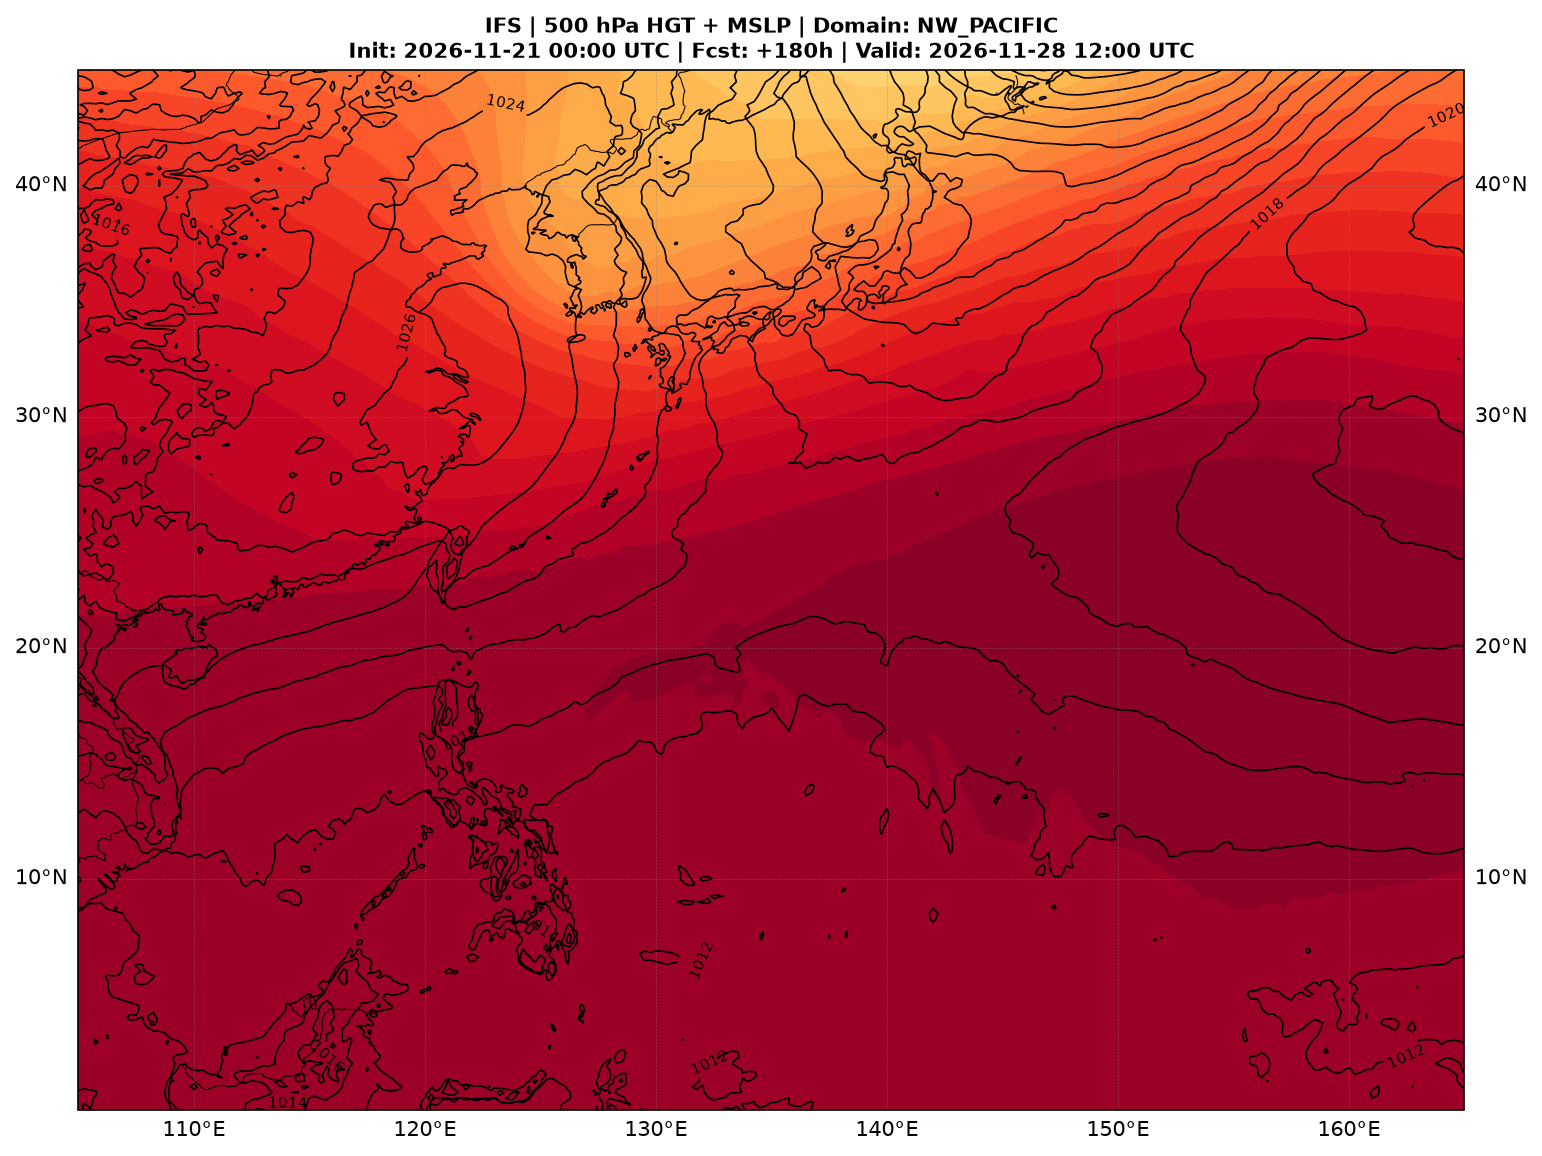 IFS | 500 hPa HGT + MSLP | Domain: NW_PACIFIC
Init: 2026-11-21 00:00 UTC | Fcst: +180h | Valid: 2026-11-28 12:00 UTC
1024
1020
40°N
40°N
1016
1018
1026
30°N
30°N
20°N
20°N
10°N
10°N
1012
1012
1012
1014
110°E
120°E
130°E
140°E
150°E
160°E